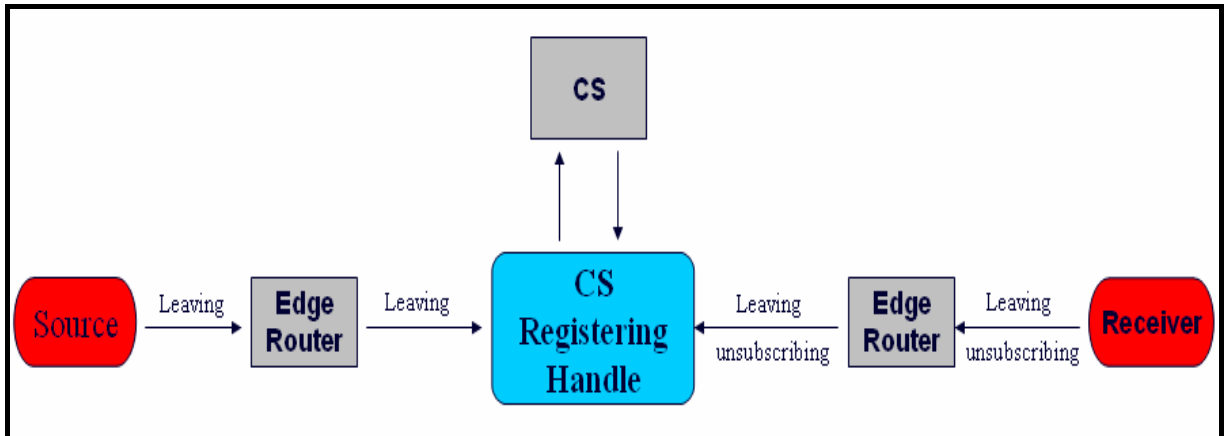 CS
Source
Leaving
Edge
Router
Leaving
CS
Registering
Handle
Leaving
unsubscribing
Edge
Router
Leaving
unsubscribing
Receiver